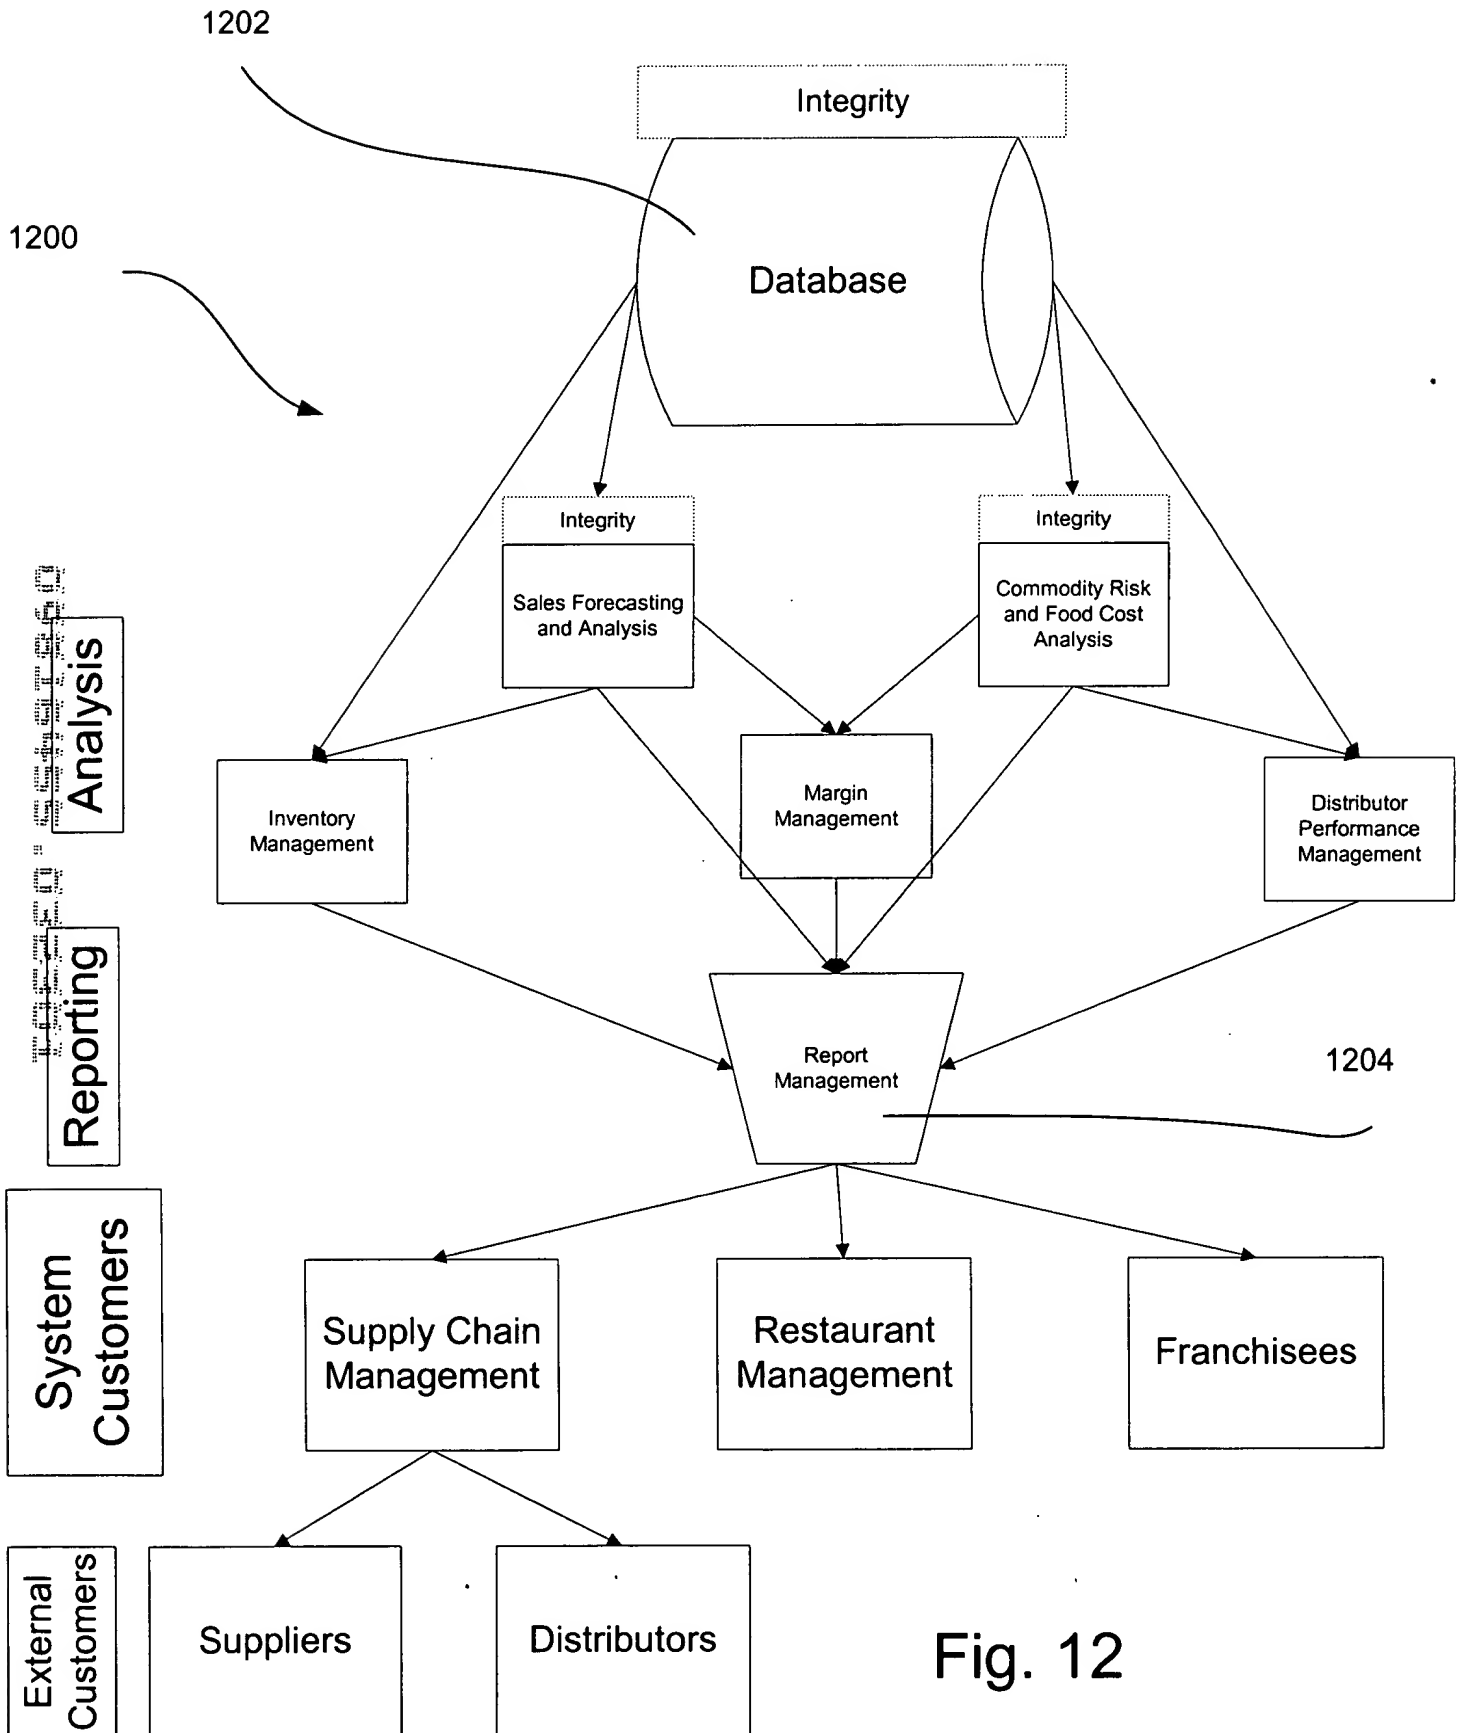 1202
Integrity
1200
Database
Integrity
Integrity
Sales Forecasting
and Analysis
Commodity Risk
and Food Cost
Analysis
Analysis
Margin
Management
Inventory
Management
Distributor
Performance
Management
Reporting
Report
Management
1204
System
Customers
Supply Chain
Management
Restaurant
Management
Franchisees
External
Customers
Suppliers
Distributors
Fig. 12